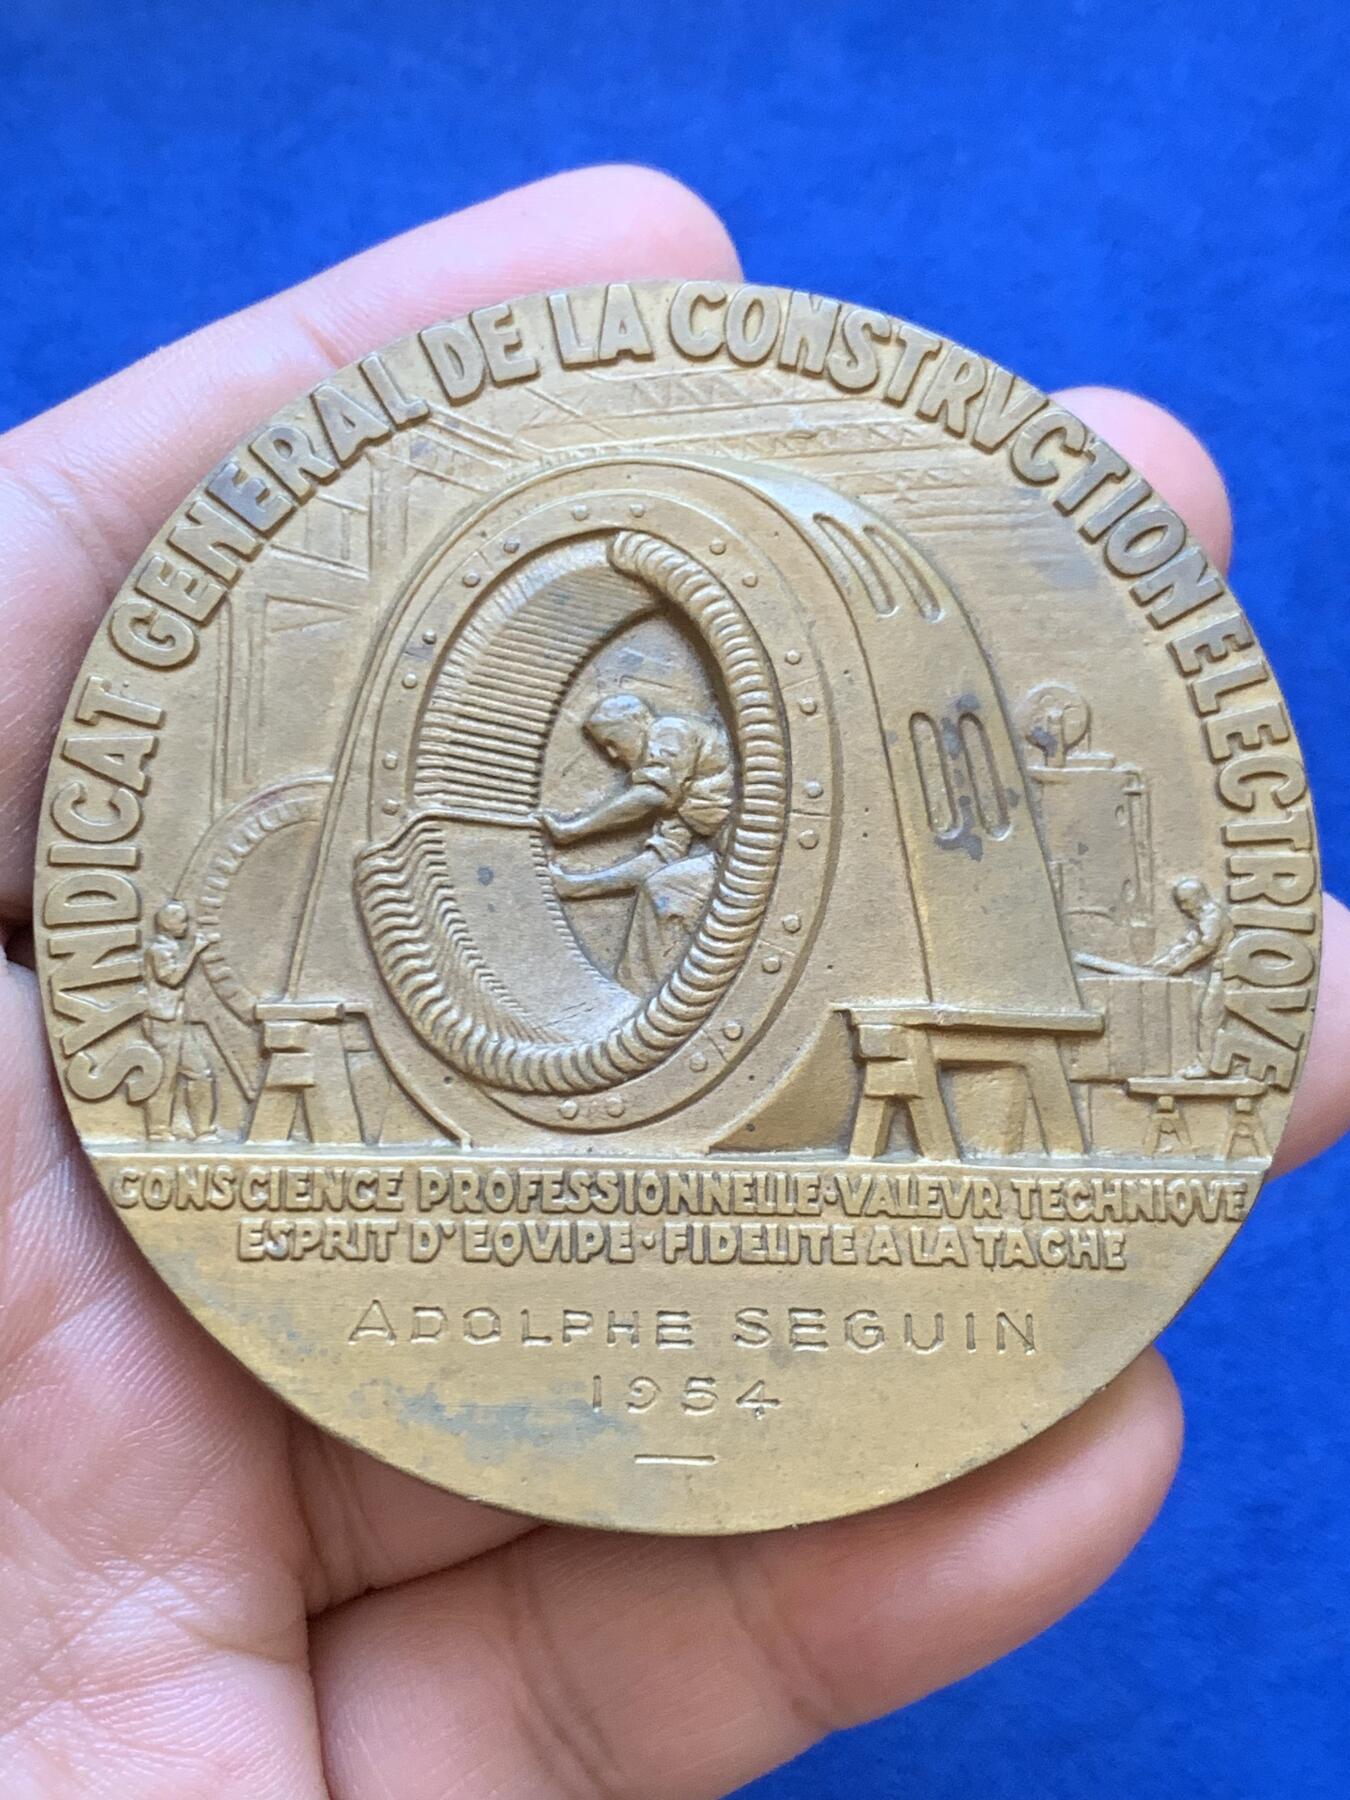 SYNDICAT GENERAL DE LA CONSTRVCTION ELECTRIQVE
CONSCIENCE PROFESSIONNELLE·VALEVR TECHNIQVE
ESPRIT D'EQVIPE·FIDELITE A LA TACHE
ADOLPHE SEGUIN
1954